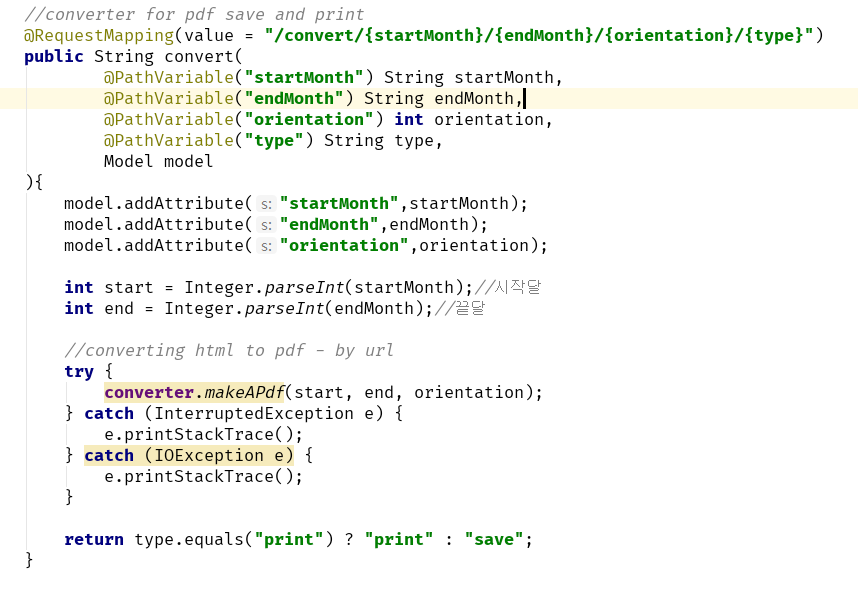 //converter for pdf save and print
@RequestMapping(value = "/convert/{startMonth}/{endMonth}/{orientation}/{type}")
public String convert(
        @PathVariable("startMonth") String startMonth,
        @PathVariable("endMonth") String endMonth,
        @PathVariable("orientation") int orientation,
        @PathVariable("type") String type,
        Model model
){
    model.addAttribute( s: "startMonth",startMonth);
    model.addAttribute( s: "endMonth",endMonth);
    model.addAttribute( s: "orientation",orientation);
    int start = Integer.parseInt(startMonth);//시작달
    int end = Integer.parseInt(endMonth);//끝달
    //converting html to pdf - by url
    try {
        converter.makeAPdf(start, end, orientation);
    } catch (InterruptedException e) {
        e.printStackTrace();
    } catch (IOException e) {
        e.printStackTrace();
    }
    return type.equals("print") ? "print" : "save";
}